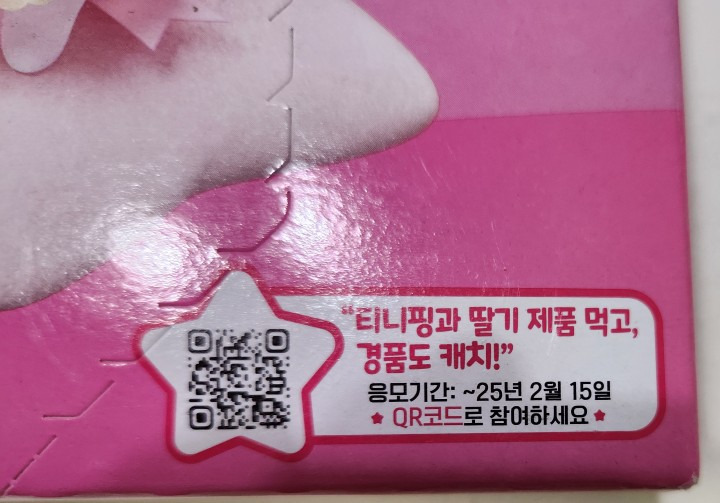 “티니핑과 딸기 제품 먹고,
경품도 캐치!”
응모기간: ~25년 2월 15일
★ QR코드로 참여하세요 ★